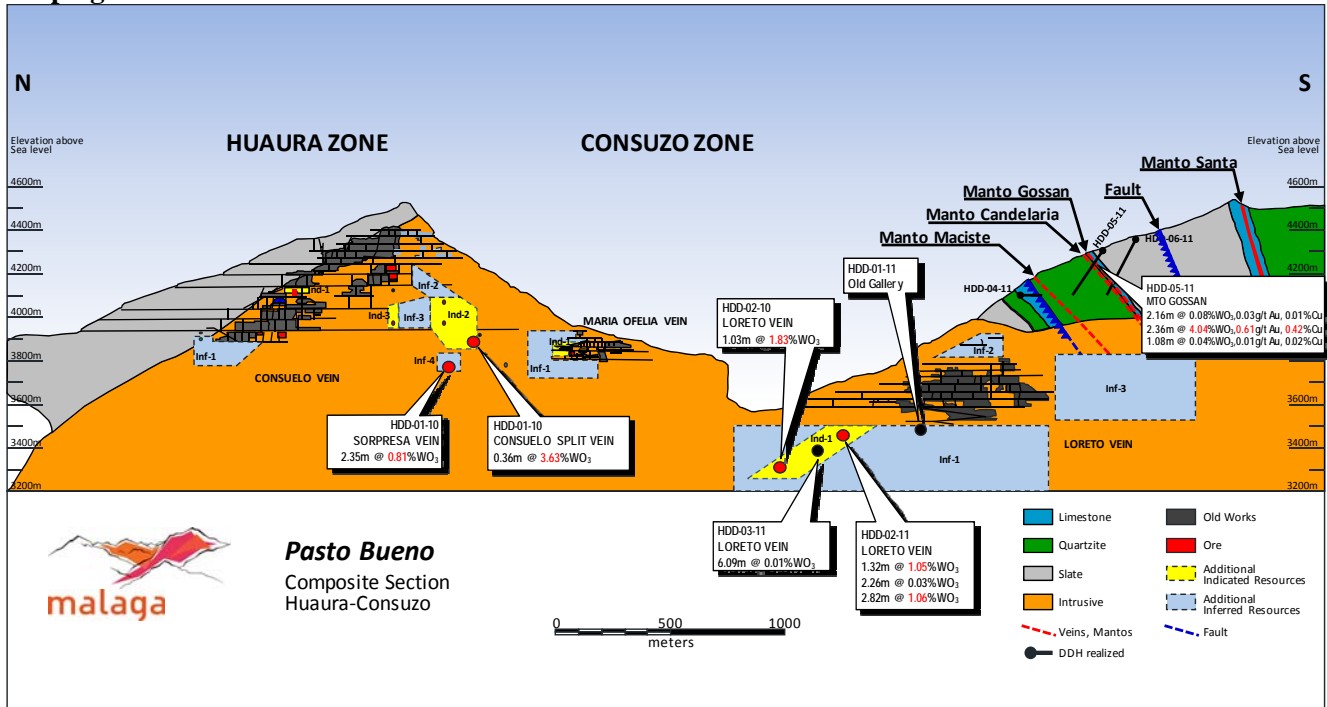 N
S
Elevation above
Sea level
HUAURA ZONE
CONSUZO ZONE
Elevation above
Sea level
Manto Santa
Manto Gossan
Fault
Manto Candelaria
Manto Maciste
4600m
4400m
4200m
4000m
3800m
3600m
3400m
3200m
4600m
4400m
4200m
4000m
3800m
3600m
3400m
3200m
HDD-05-11
HDD-06-11
HDD-04-11
HDD-05-11
MTO GOSSAN
2.16m @ 0.08%WO₃,0.03g/t Au, 0.01%Cu
2.36m @ 4.04%WO₃,0.61g/t Au, 0.42%Cu
1.08m @ 0.04%WO₃,0.01g/t Au, 0.02%Cu
HDD-01-11
Old Gallery
HDD-02-10
LORETO VEIN
1.03m @ 1.83%WO₃
Ind-1
Inf-2
Ind-3
Inf-3
Ind-2
Inf-1
Inf-4
CONSUELO VEIN
MARIA OFELIA VEIN
Ind-1
Inf-1
Inf-2
Inf-3
Ind-1
Inf-1
LORETO VEIN
HDD-01-10
SORPRESA VEIN
2.35m @ 0.81%WO₃
HDD-01-10
CONSUELO SPLIT VEIN
0.36m @ 3.63%WO₃
HDD-03-11
LORETO VEIN
6.09m @ 0.01%WO₃
HDD-02-11
LORETO VEIN
1.32m @ 1.05%WO₃
2.26m @ 0.03%WO₃
2.82m @ 1.06%WO₃
malaga
Pasto Bueno
Composite Section
Huaura-Consuzo
0 500 1000
meters
Limestone
Quartzite
Slate
Intrusive
Veins, Mantos
DDH realized
Old Works
Ore
Additional
Indicated Resources
Additional
Inferred Resources
Fault